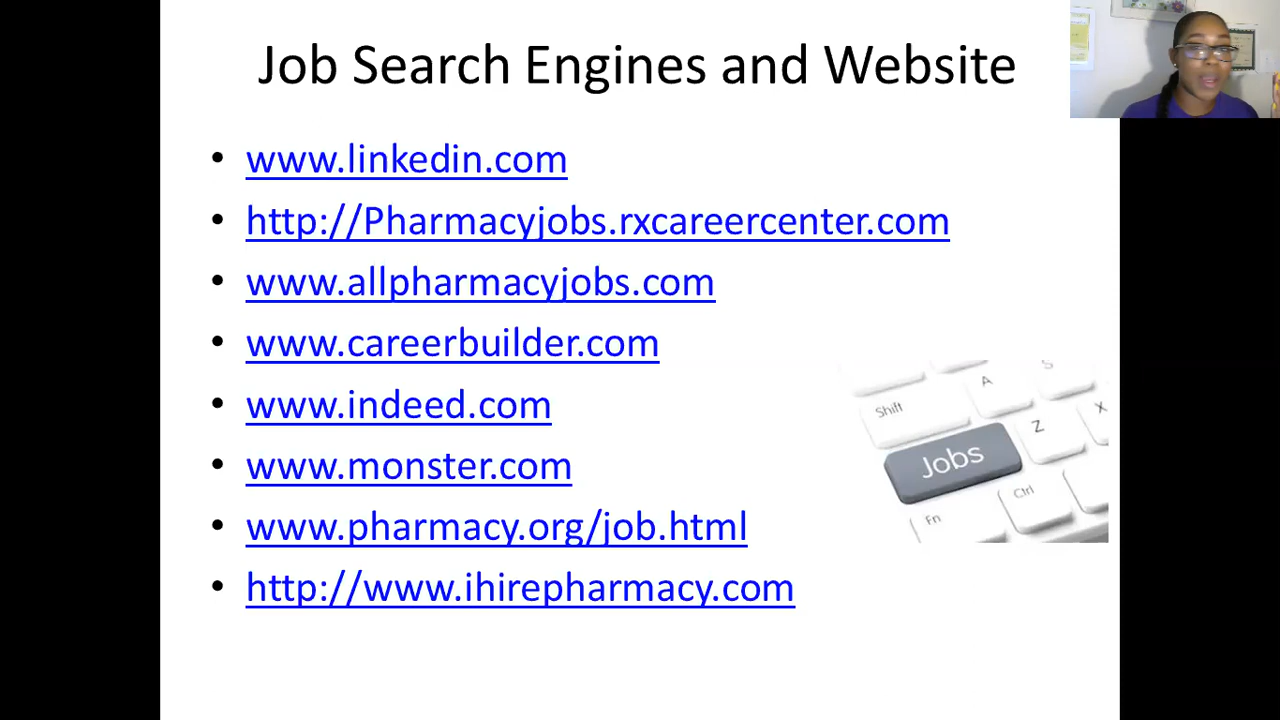 Job Search Engines and Website
• www.linkedin.com
• http://Pharmacyjobs.rxcareercenter.com
• www.allpharmacyjobs.com
• www.careerbuilder.com
• www.indeed.com
• www.monster.com
• www.pharmacy.org/job.html
• http://www.ihirepharmacy.com
A
S
Shift
Z
X
Jobs
Ctrl
Fn